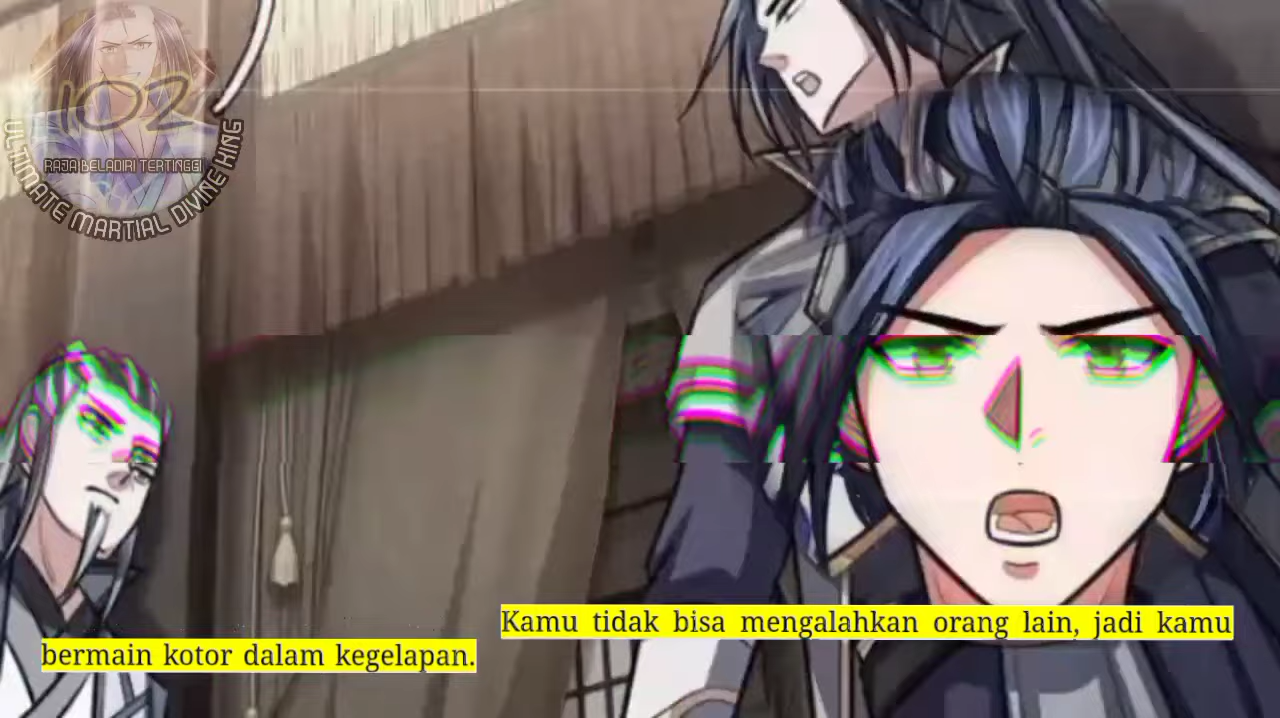 102
RAJA BELADIRI TERTINGGI
ULTIMATE MARTIAL DIVINE KING
Kamu tidak bisa mengalahkan orang lain, jadi kamu
bermain kotor dalam kegelapan.